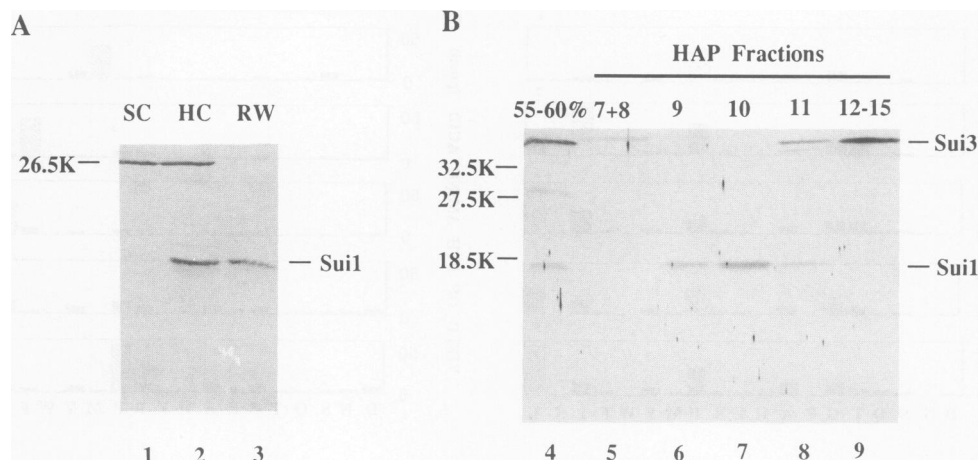 A
SC HC RW
26.5K
Sui1
1 2 3
B
HAP Fractions
55-60% 7+8 9 10 11 12-15
Sui3
32.5K
27.5K
18.5K
Sui1
4 5 6 7 8 9